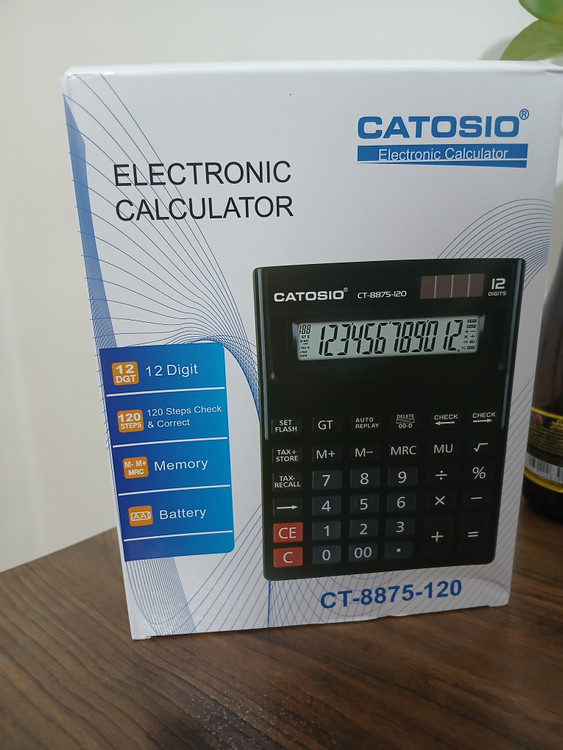 CATOSIO®
Electronic Calculator
ELECTRONIC
CALCULATOR
CATOSIO® CT-8875-120
12
DIGITS
123456789012.
12
DGT
12 Digit
120
STEPS
120 Steps Check
& Correct
M- M+
MRC
Memory
AA
Battery
SET
FLASH
GT
AUTO
REPLAY
DELETE
00-0
CHECK
←
CHECK
→
TAX+
STORE
M+ M− MRC MU √
TAX-
RECALL
7 8 9 ÷ %
→ 4 5 6 × −
CE 1 2 3 + =
C 0 00 •
CT-8875-120